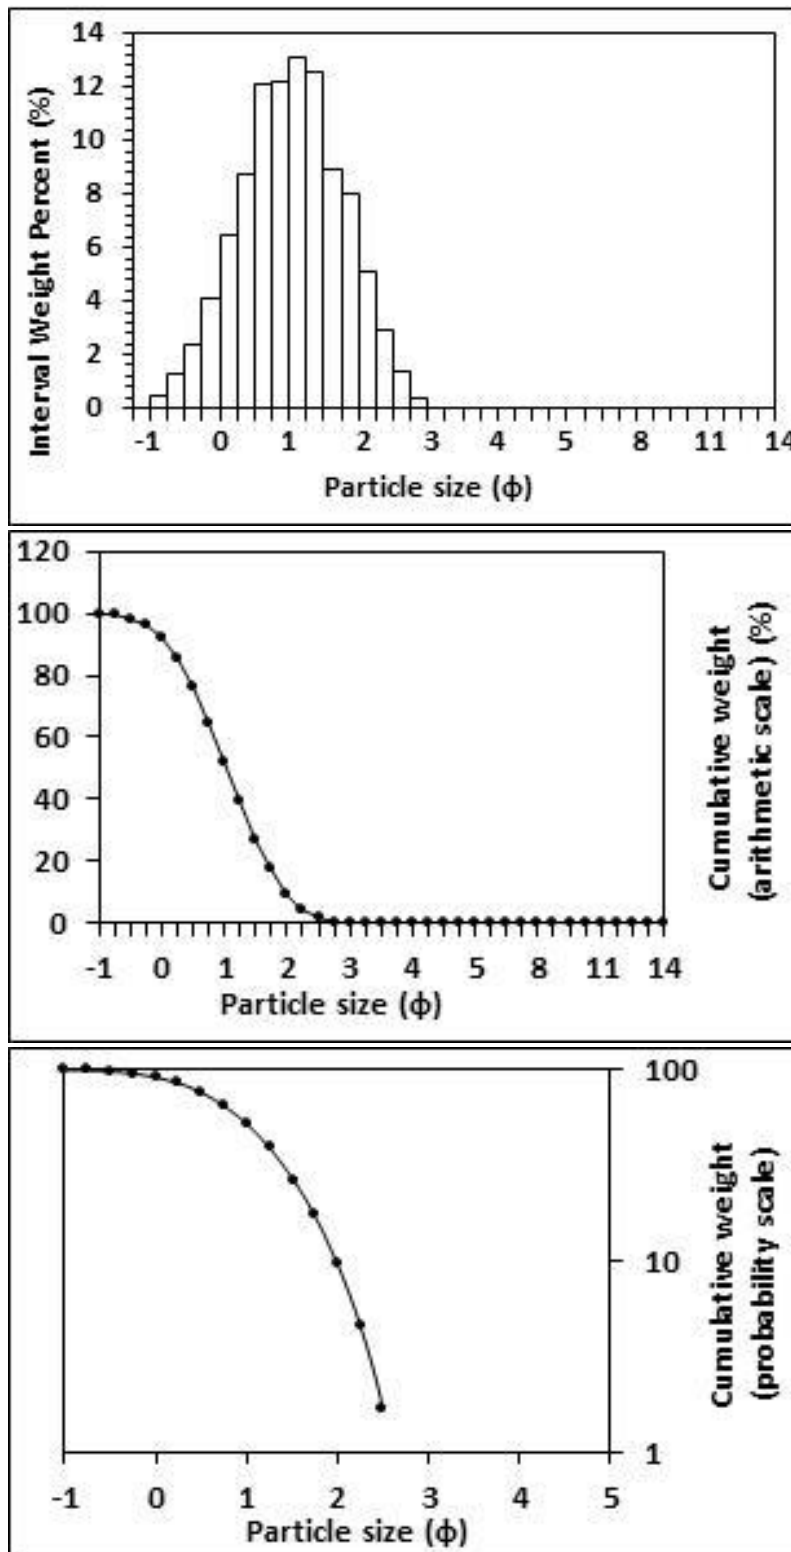 Interval Weight Percent (%)
14
12
10
8
6
4
2
0
-1 0 1 2 3 4 5 8 11 14
Particle size (ϕ)
120
100
80
60
40
20
0
-1 0 1 2 3 4 5 8 11 14
Particle size (ϕ)
Cumulative weight
(arithmetic scale) (%)
100
10
1
-1 0 1 2 3 4 5
Particle size (ϕ)
Cumulative weight
(probability scale)